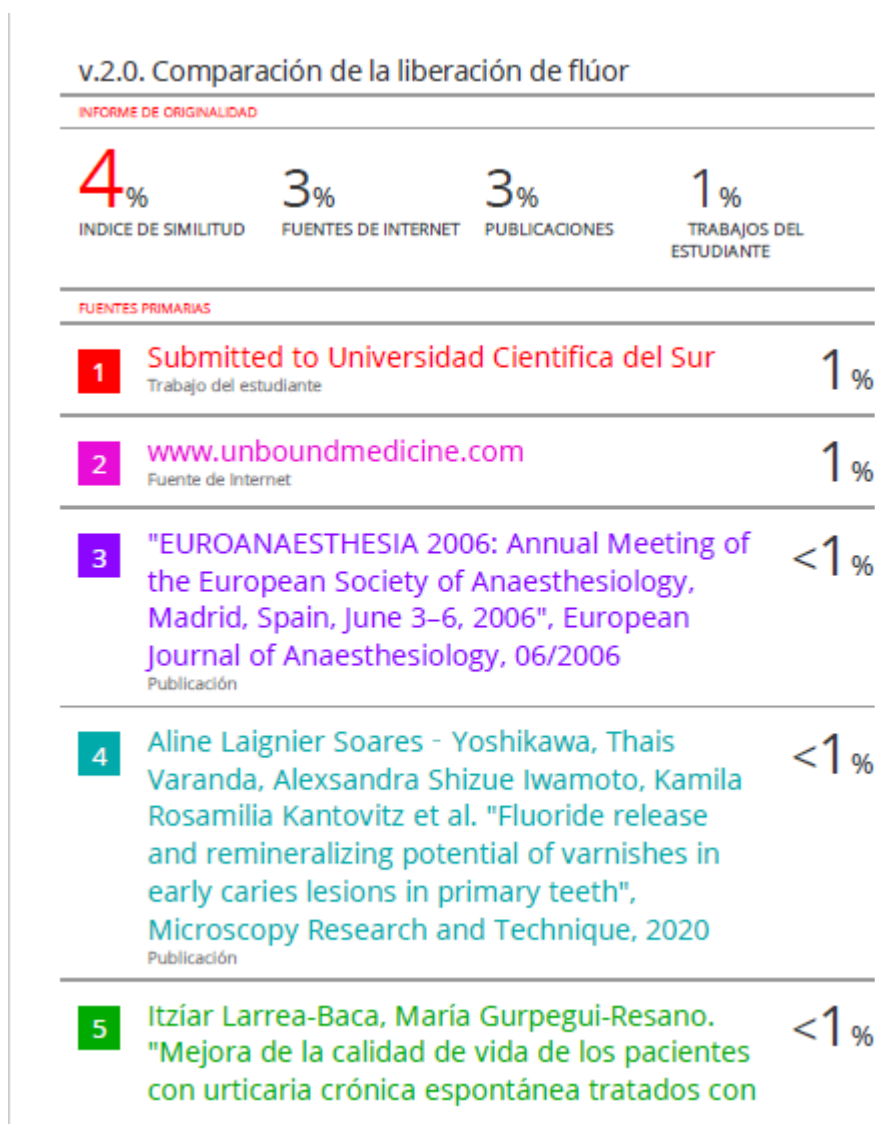 v.2.0. Comparación de la liberación de flúor
INFORME DE ORIGINALIDAD
4% 3% 3% 1%
INDICE DE SIMILITUD FUENTES DE INTERNET PUBLICACIONES TRABAJOS DEL
ESTUDIANTE
FUENTES PRIMARIAS
1 Submitted to Universidad Cientifica del Sur 1%
Trabajo del estudiante
2 www.unboundmedicine.com 1%
Fuente de Internet
3 "EUROANAESTHESIA 2006: Annual Meeting of <1%
the European Society of Anaesthesiology,
Madrid, Spain, June 3–6, 2006", European
Journal of Anaesthesiology, 06/2006
Publicación
4 Aline Laignier Soares‐Yoshikawa, Thais <1%
Varanda, Alexsandra Shizue Iwamoto, Kamila
Rosamilia Kantovitz et al. "Fluoride release
and remineralizing potential of varnishes in
early caries lesions in primary teeth",
Microscopy Research and Technique, 2020
Publicación
5 Itzíar Larrea-Baca, María Gurpegui-Resano. <1%
"Mejora de la calidad de vida de los pacientes
con urticaria crónica espontánea tratados con